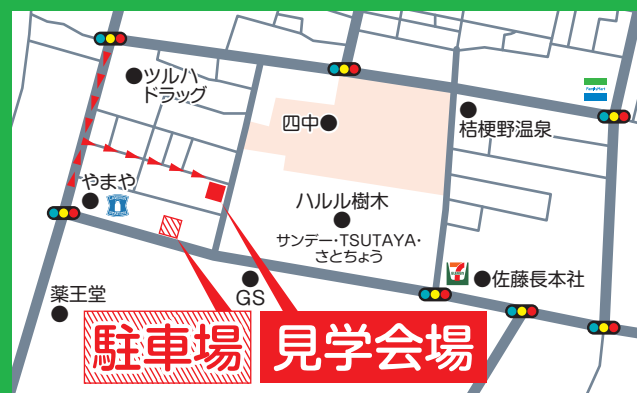 ツルハ
ドラッグ
四中
FamilyMart
桔梗野温泉
やまや
LAWSON
ハルル樹木
サンデー・TSUTAYA・
さとちょう
佐藤長本社
薬王堂
GS
駐車場
見学会場